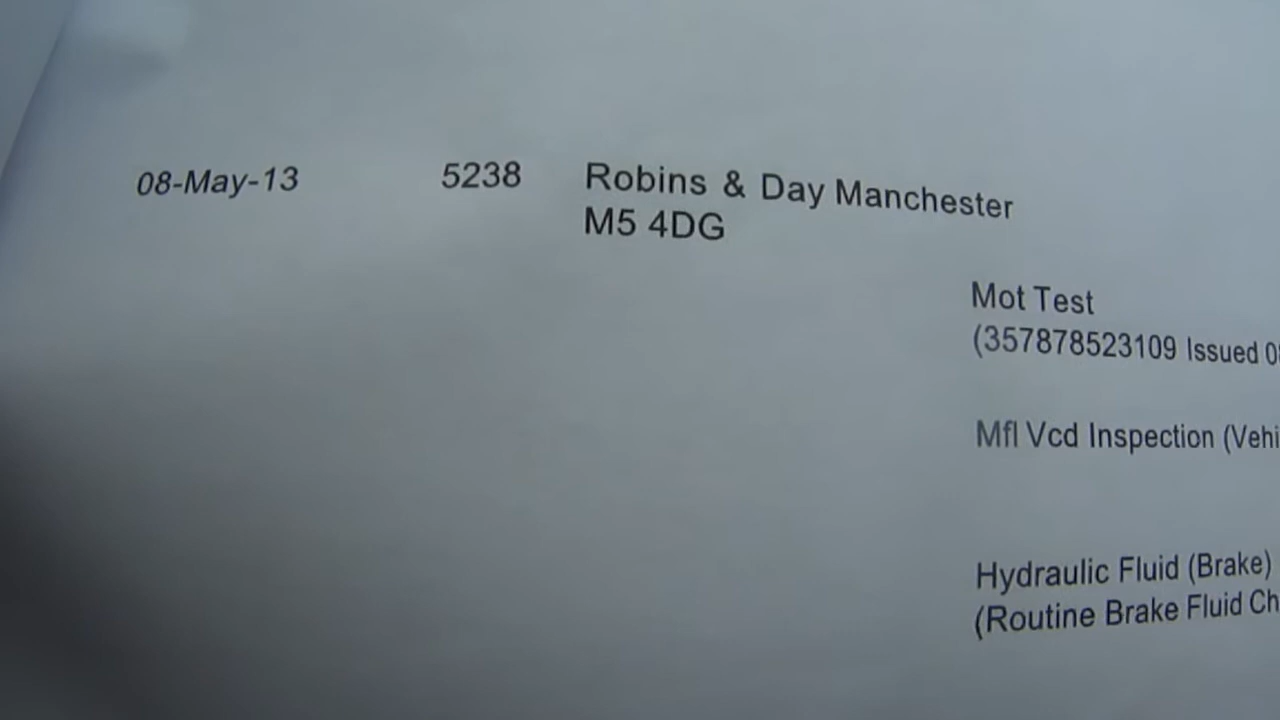 08-May-13 5238 Robins & Day Manchester
M5 4DG
Mot Test
(357878523109 Issued
Mfl Vcd Inspection
Hydraulic Fluid (Brake)
(Routine Brake Fluid